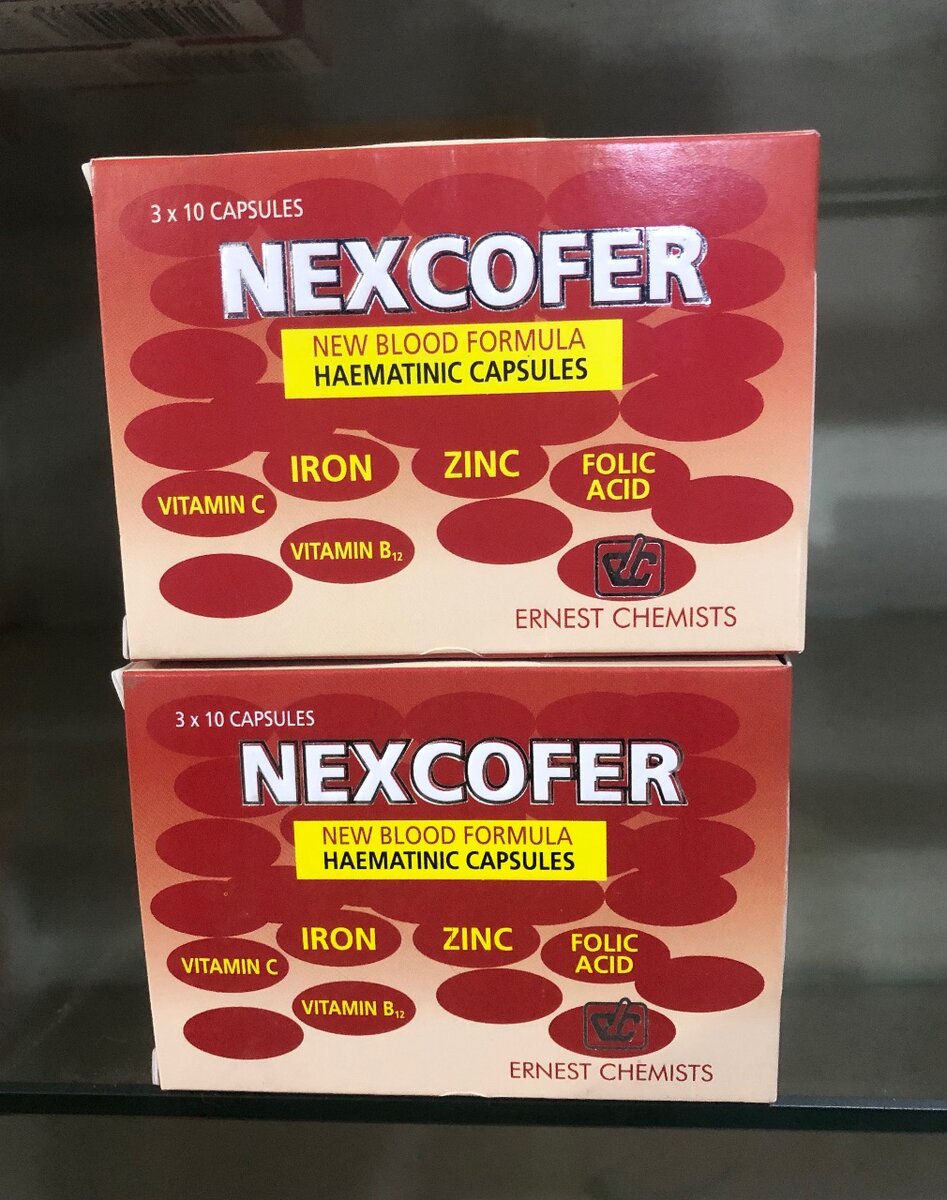 3 x 10 CAPSULES
NEXCOFER
NEW BLOOD FORMULA
HAEMATINIC CAPSULES
IRON
ZINC
FOLIC
ACID
VITAMIN C
VITAMIN B₁₂
ERNEST CHEMISTS
3 x 10 CAPSULES
NEXCOFER
NEW BLOOD FORMULA
HAEMATINIC CAPSULES
IRON
ZINC
FOLIC
ACID
VITAMIN C
VITAMIN B₁₂
ERNEST CHEMISTS